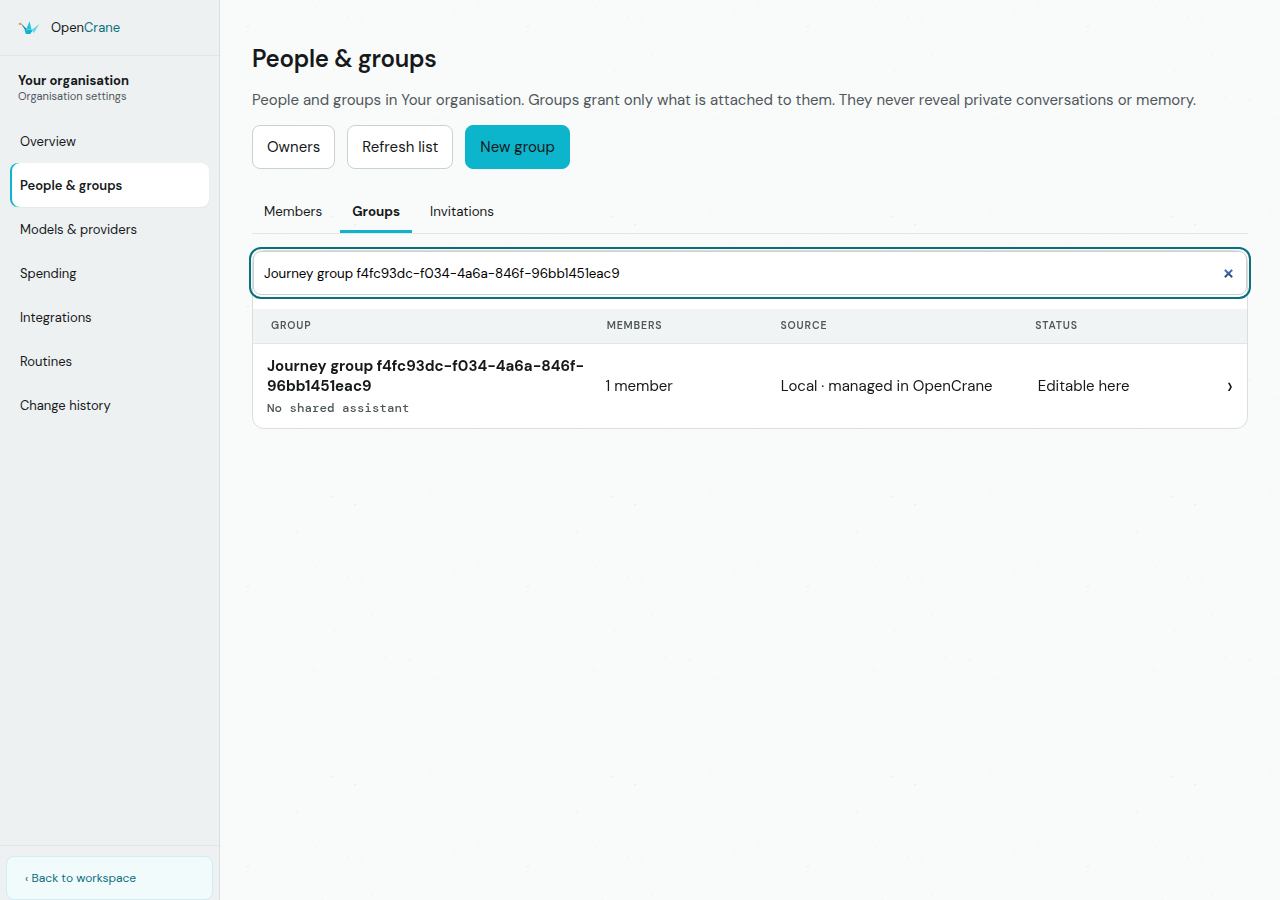 OpenCrane
Your organisation
Organisation settings
Overview
People & groups
Models & providers
Spending
Integrations
Routines
Change history
‹ Back to workspace
People & groups
People and groups in Your organisation. Groups grant only what is attached to them. They never reveal private conversations or memory.
Owners
Refresh list
New group
Members
Groups
Invitations
Journey group f4fc93dc-f034-4a6a-846f-96bb1451eac9
GROUP
MEMBERS
SOURCE
STATUS
Journey group f4fc93dc-f034-4a6a-846f-
96bb1451eac9
No shared assistant
1 member
Local · managed in OpenCrane
Editable here
›